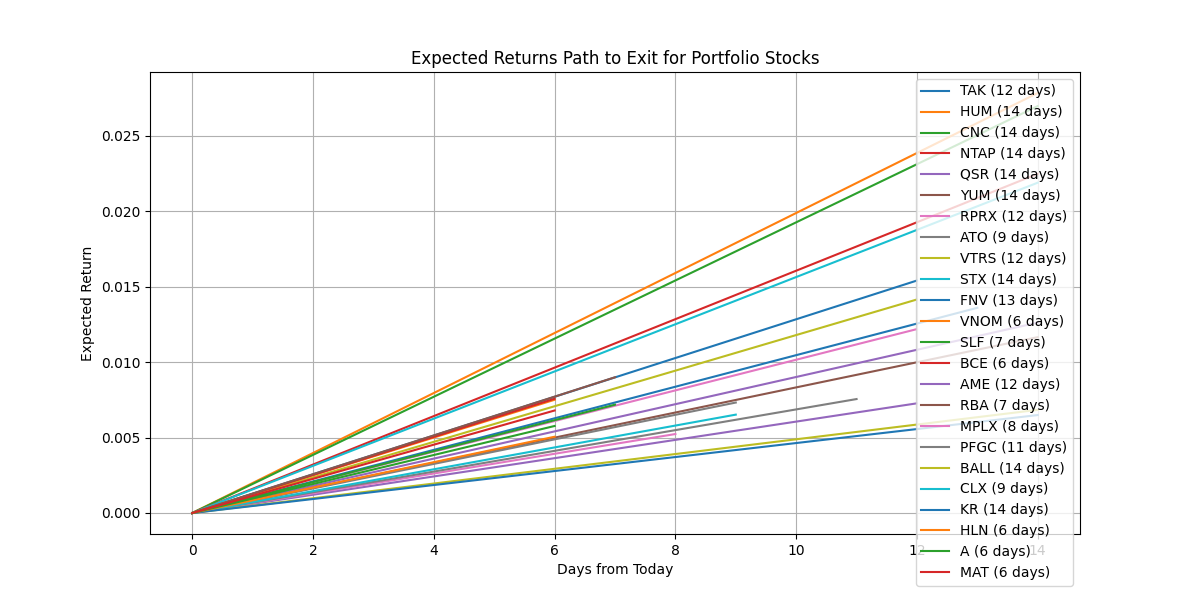 Expected Returns Path to Exit for Portfolio Stocks
Expected Return
0.025
0.020
0.015
0.010
0.005
0.000
0 2 4 6 8 10 12 14
Days from Today
TAK (12 days)
HUM (14 days)
CNC (14 days)
NTAP (14 days)
QSR (14 days)
YUM (14 days)
RPRX (12 days)
ATO (9 days)
VTRS (12 days)
STX (14 days)
FNV (13 days)
VNOM (6 days)
SLF (7 days)
BCE (6 days)
AME (12 days)
RBA (7 days)
MPLX (8 days)
PFGC (11 days)
BALL (14 days)
CLX (9 days)
KR (14 days)
HLN (6 days)
A (6 days)
MAT (6 days)